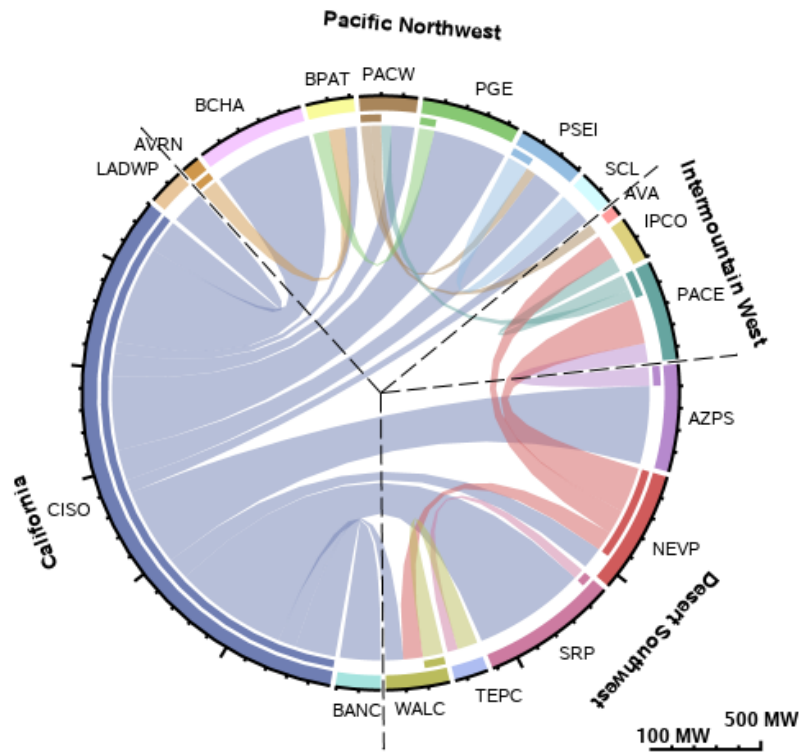 Pacific Northwest
BPAT
PACW
PGE
BCHA
PSEI
AVRN
LADWP
SCL
AVA
IPCO
Intermountain West
PACE
AZPS
CISO
California
NEVP
Desert Southwest
SRP
TEPC
BANC
WALC
500 MW
100 MW